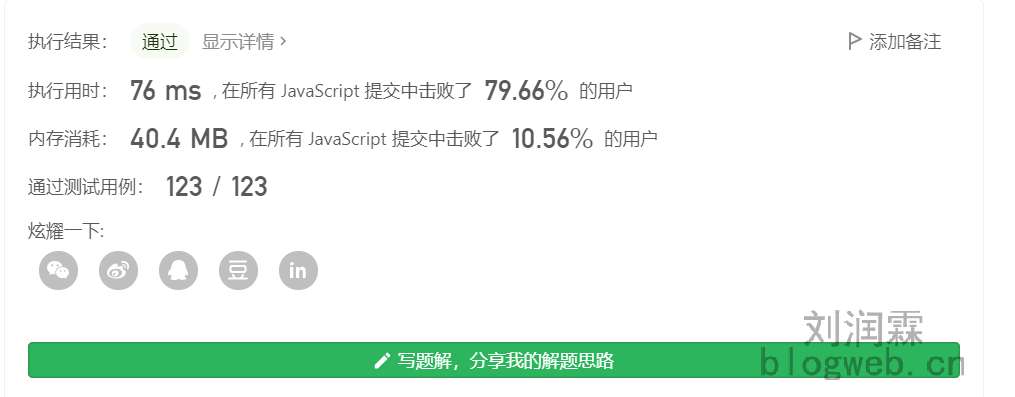 执行结果： 通过 显示详情 > 添加备注
执行用时： 76 ms , 在所有 JavaScript 提交中击败了 79.66% 的用户
内存消耗： 40.4 MB , 在所有 JavaScript 提交中击败了 10.56% 的用户
通过测试用例： 123 / 123
炫耀一下:
豆 in
刘润霖
写题解，分享我的解题思路
blogweb.cn